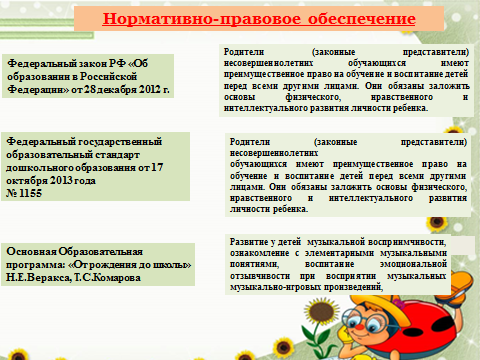 Нормативно-правовое обеспечение
Федеральный закон РФ «Об
образовании в Российской
Федерации» от 28 декабря 2012 г.
Родители (законные представители)
несовершеннолетних обучающихся имеют
преимущественное право на обучение и воспитание детей
перед всеми другими лицами. Они обязаны заложить
основы физического, нравственного и
интеллектуального развития личности ребенка.
Федеральный государственный
образовательный стандарт
дошкольного образования от 17
октября 2013 года
№ 1155
Родители (законные представители)
несовершеннолетних
обучающихся имеют преимущественное право на
обучение и воспитание детей перед всеми другими
лицами. Они обязаны заложить основы физического,
нравственного и интеллектуального развития
личности ребенка.
Основная Образовательная
программа: «От рождения до школы»
Н.Е.Веракса, Т.С.Комарова
Развитие у детей музыкальной восприимчивости,
ознакомление с элементарными музыкальными
понятиями, воспитание эмоциональной
отзывчивости при восприятии музыкальных
музыкально-игровых произведений,